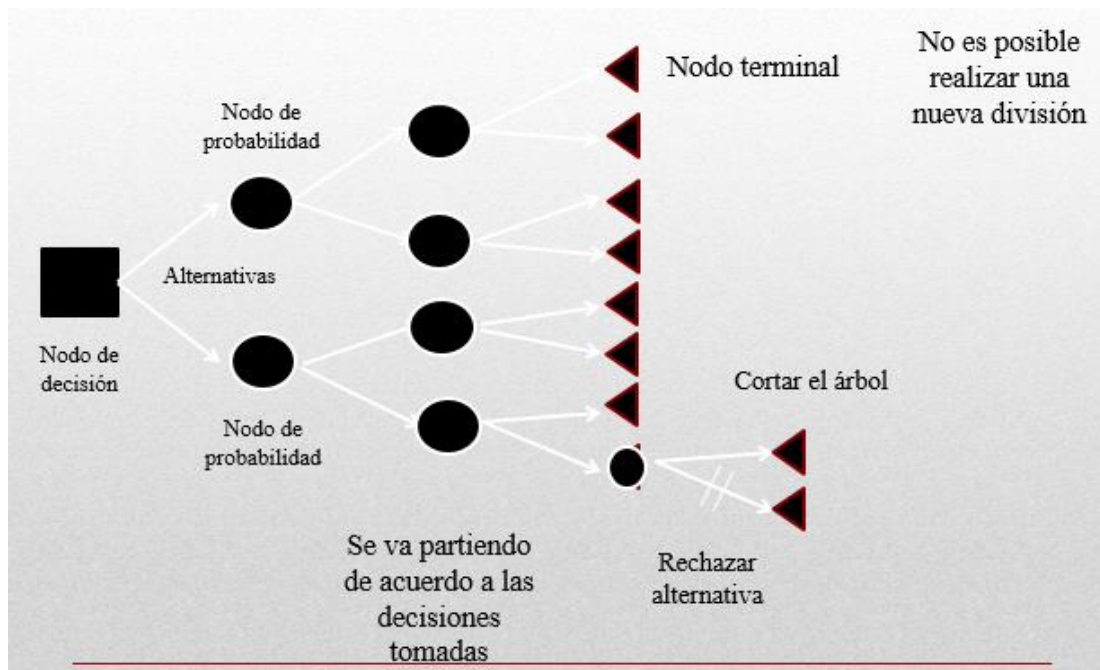 Nodo terminal
No es posible
realizar una
nueva división
Nodo de
probabilidad
Alternativas
Nodo de
decisión
Nodo de
probabilidad
Cortar el árbol
Se va partiendo
de acuerdo a las
decisiones
tomadas
Rechazar
alternativa